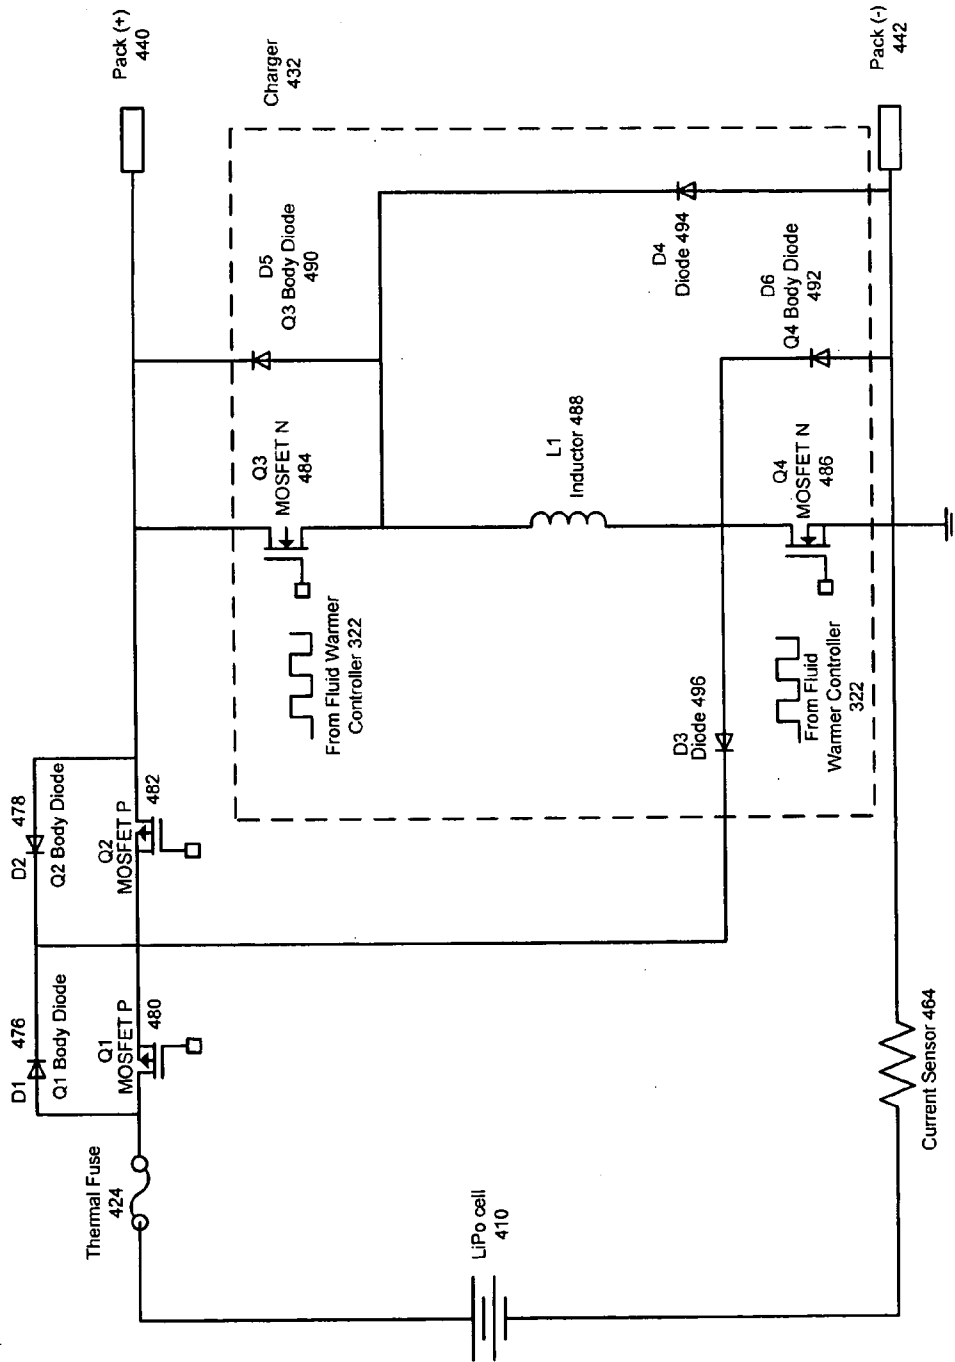 Pack (+)
440
Charger
432
Pack (-)
442
D5
Q3 Body Diode
490
D4
Diode 494
D6
Q4 Body Diode
492
Q3
MOSFET N
484
L1
Inductor 488
Q4
MOSFET N
486
From Fluid Warmer
Controller 322
From Fluid
Warmer Controller
322
D3
Diode 496
D2 478
Q2 Body Diode
Q2
MOSFET P
482
D1 476
Q1 Body Diode
Q1
MOSFET P
480
Thermal Fuse
424
LiPo cell
410
Current Sensor 464